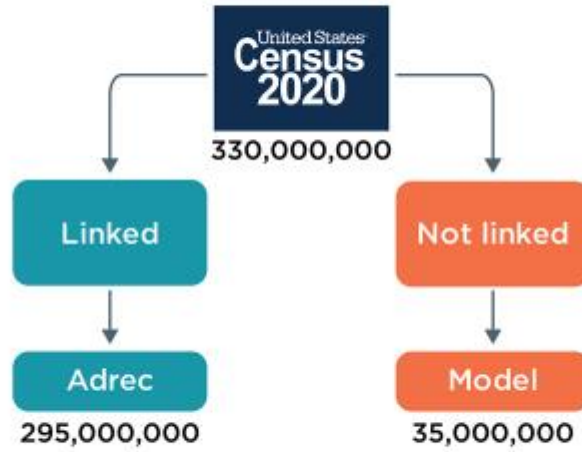 United States
Census
2020
330,000,000
Linked
Not linked
Adrec
Model
295,000,000
35,000,000